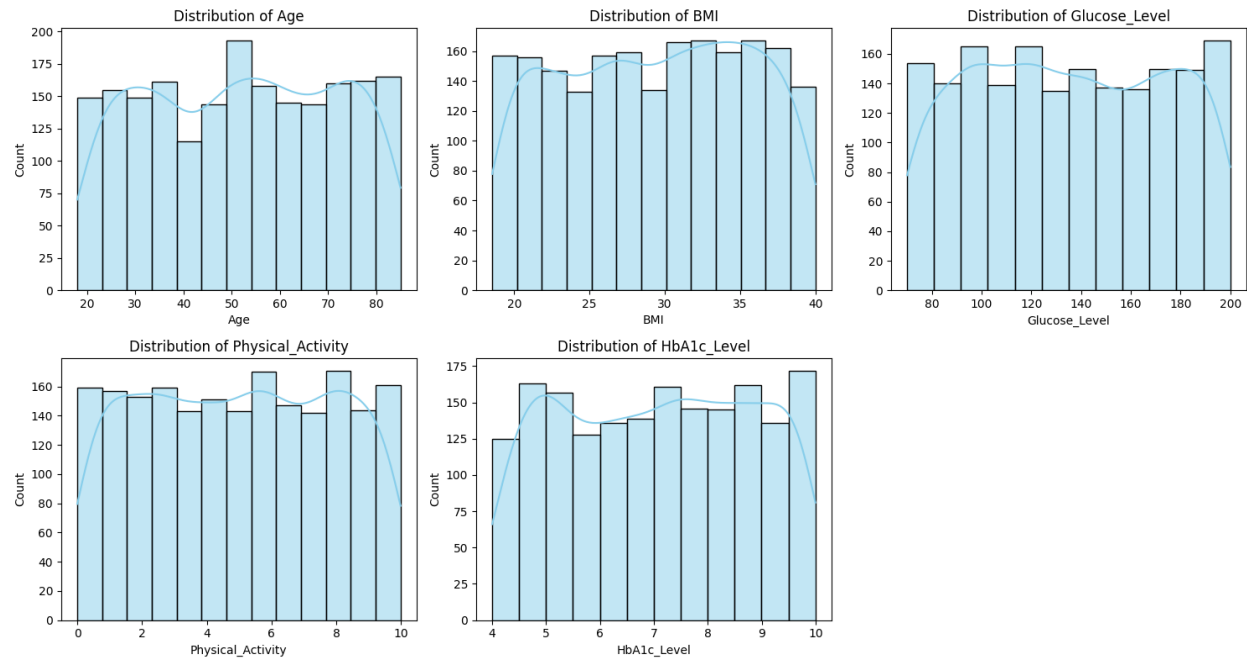 Distribution of Age
200
175
150
125
100
75
50
25
0
Count
20 30 40 50 60 70 80
Age
Distribution of BMI
160
140
120
100
80
60
40
20
0
Count
20 25 30 35 40
BMI
Distribution of Glucose_Level
160
140
120
100
80
60
40
20
0
Count
80 100 120 140 160 180 200
Glucose_Level
Distribution of Physical_Activity
160
140
120
100
80
60
40
20
0
Count
0 2 4 6 8 10
Physical_Activity
Distribution of HbA1c_Level
175
150
125
100
75
50
25
0
Count
4 5 6 7 8 9 10
HbA1c_Level